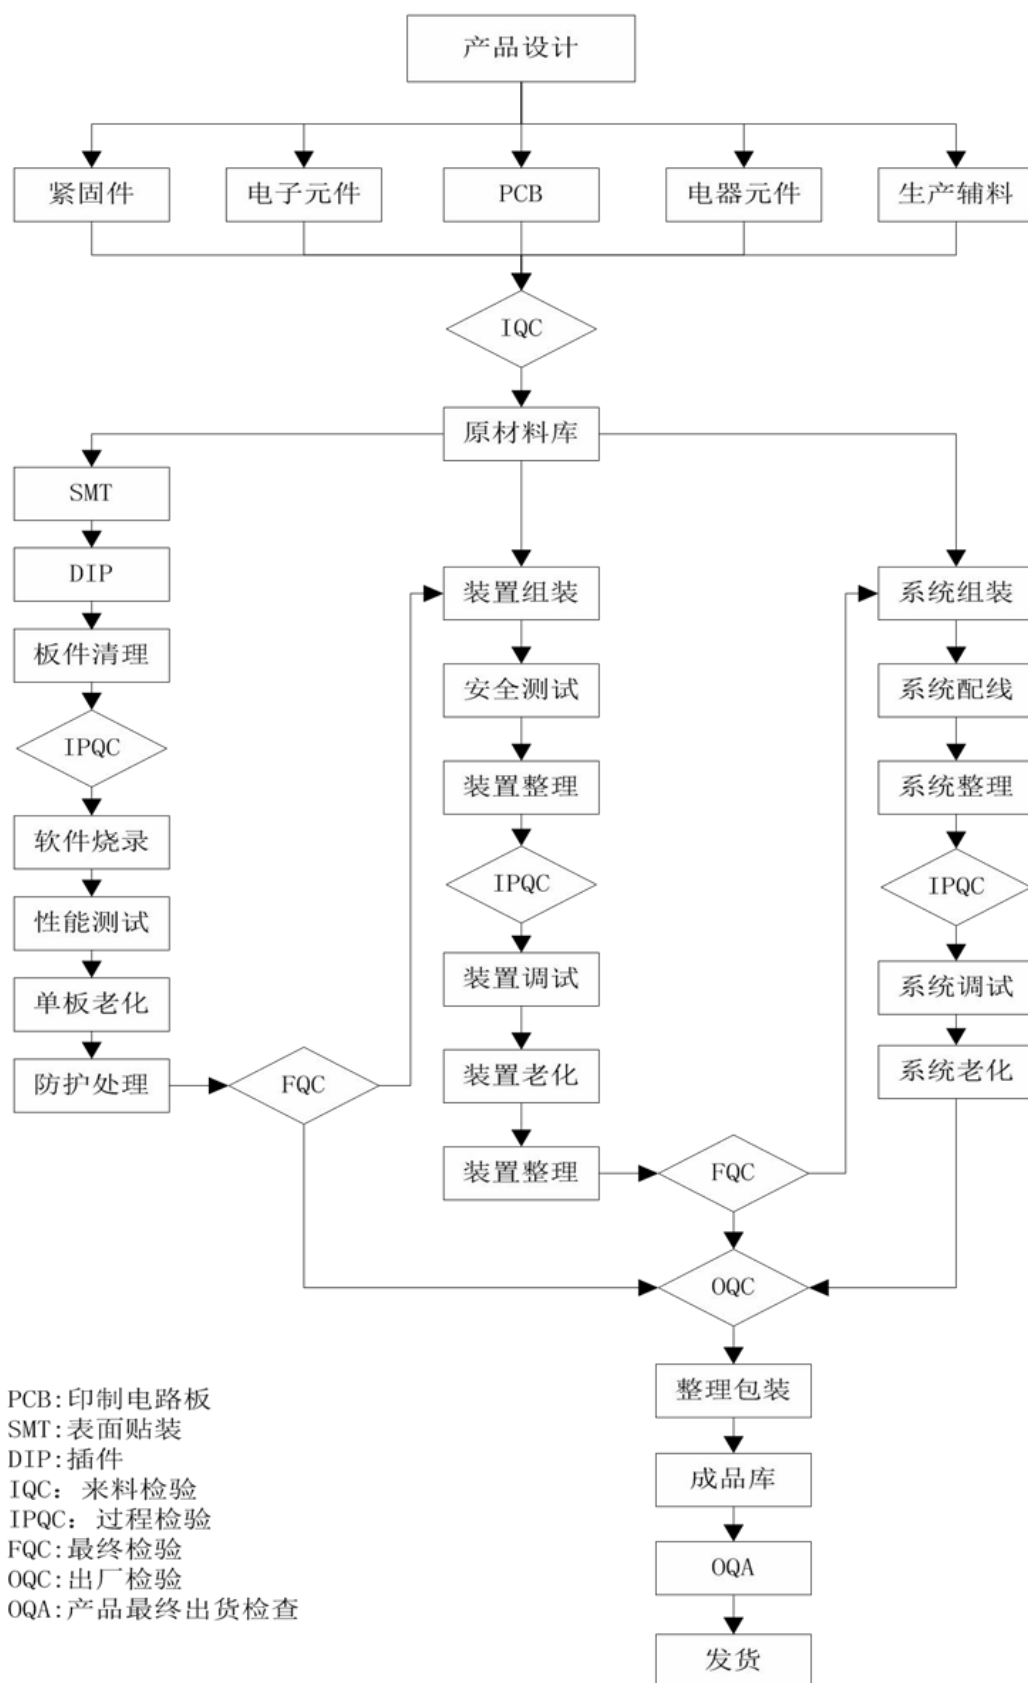 产品设计
紧固件
电子元件
PCB
电器元件
生产辅料
IQC
原材料库
SMT
DIP
板件清理
IPQC
软件烧录
性能测试
单板老化
防护处理
FQC
装置组装
安全测试
装置整理
IPQC
装置调试
装置老化
装置整理
FQC
系统组装
系统配线
系统整理
IPQC
系统调试
系统老化
OQC
整理包装
成品库
OQA
发货
PCB:印制电路板
SMT:表面贴装
DIP:插件
IQC: 来料检验
IPQC: 过程检验
FQC:最终检验
OQC:出厂检验
OQA:产品最终出货检查